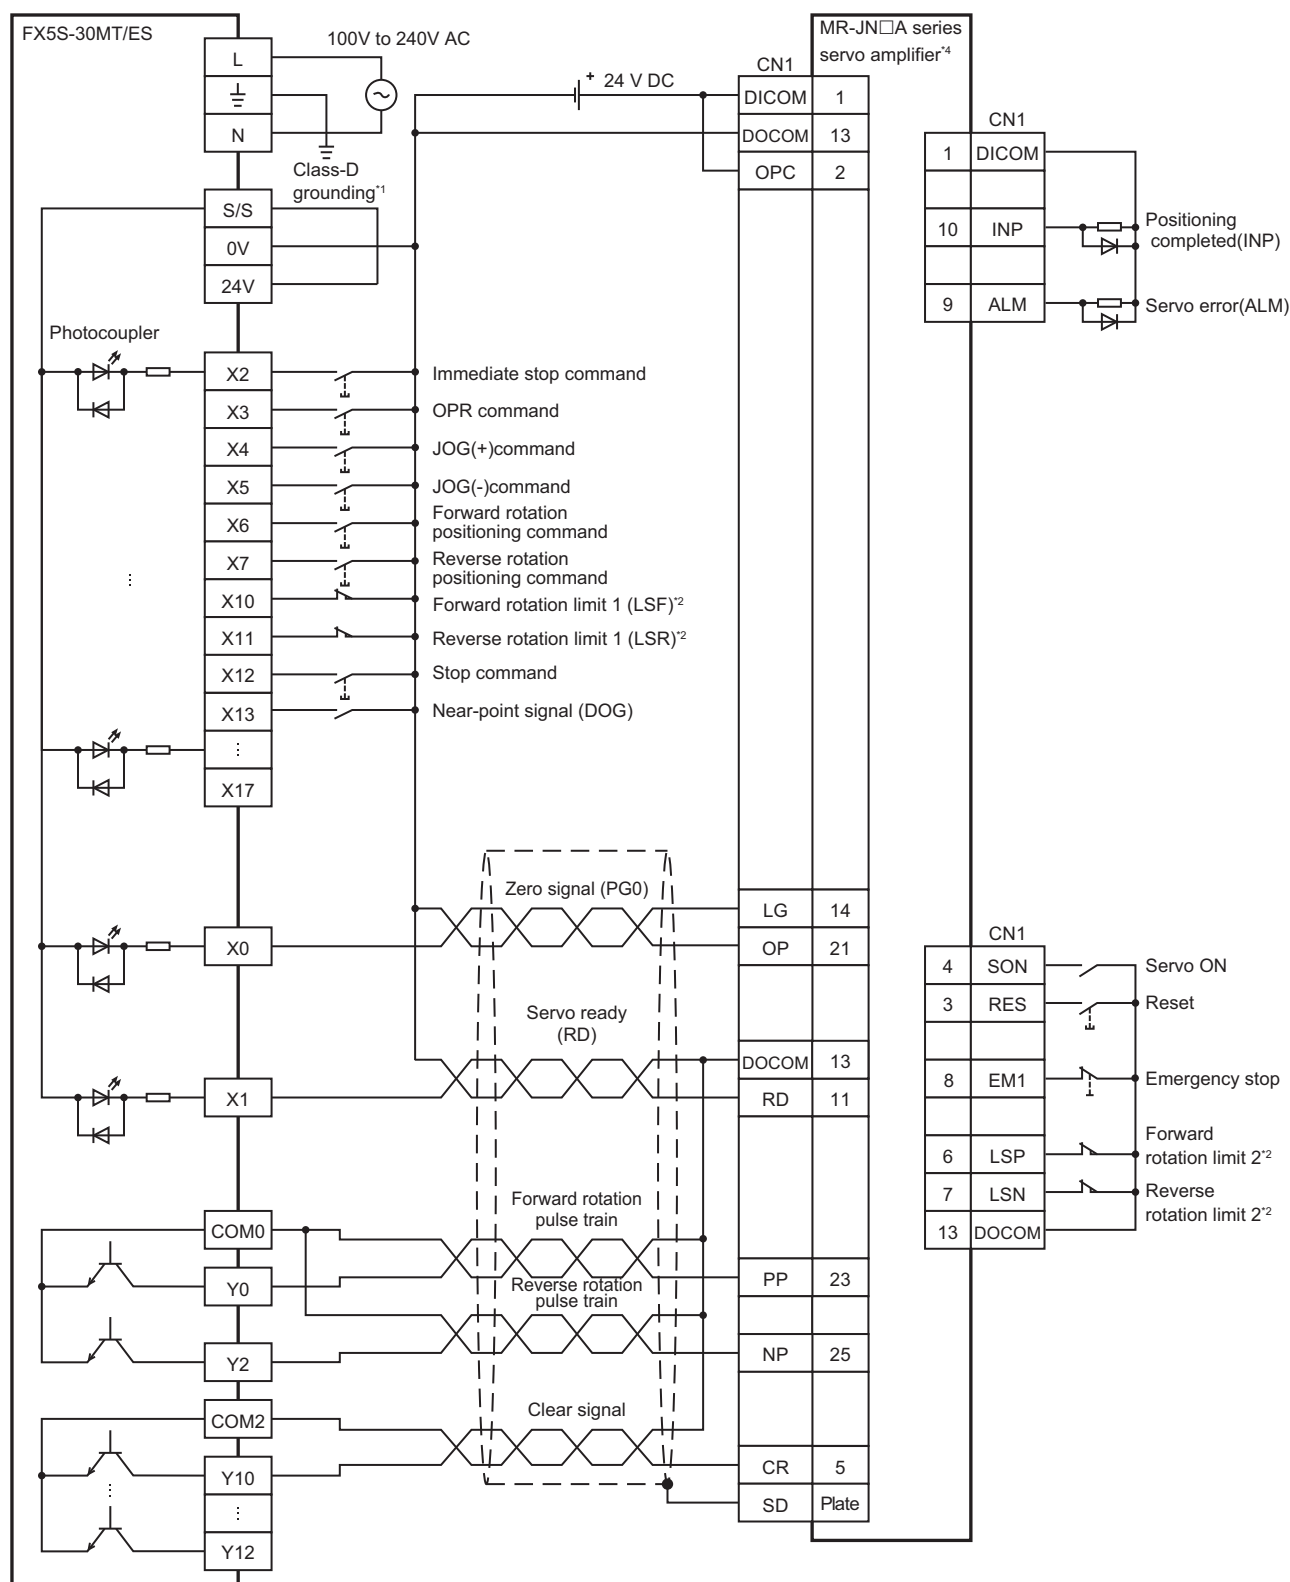 FX5S-30MT/ES
L
N
100V to 240V AC
Class-D
grounding*1
S/S
0V
24V
Photocoupler
X2
X3
X4
X5
X6
X7
X10
X11
X12
X13
⋮
X17
⋮
Immediate stop command
OPR command
JOG(+)command
JOG(-)command
Forward rotation
positioning command
Reverse rotation
positioning command
Forward rotation limit 1 (LSF)*2
Reverse rotation limit 1 (LSR)*2
Stop command
Near-point signal (DOG)
X0
X1
COM0
Y0
Y2
COM2
Y10
⋮
Y12
⋮
Zero signal (PG0)
Servo ready
(RD)
Forward rotation
pulse train
Reverse rotation
pulse train
Clear signal
+ 24 V DC
MR-JN□A series
servo amplifier*4
CN1
DICOM 1
DOCOM 13
OPC 2
LG 14
OP 21
DOCOM 13
RD 11
PP 23
NP 25
CR 5
SD Plate
CN1
1 DICOM
10 INP
9 ALM
Positioning
completed(INP)
Servo error(ALM)
CN1
4 SON
3 RES
8 EM1
6 LSP
7 LSN
13 DOCOM
Servo ON
Reset
Emergency stop
Forward
rotation limit 2*2
Reverse
rotation limit 2*2